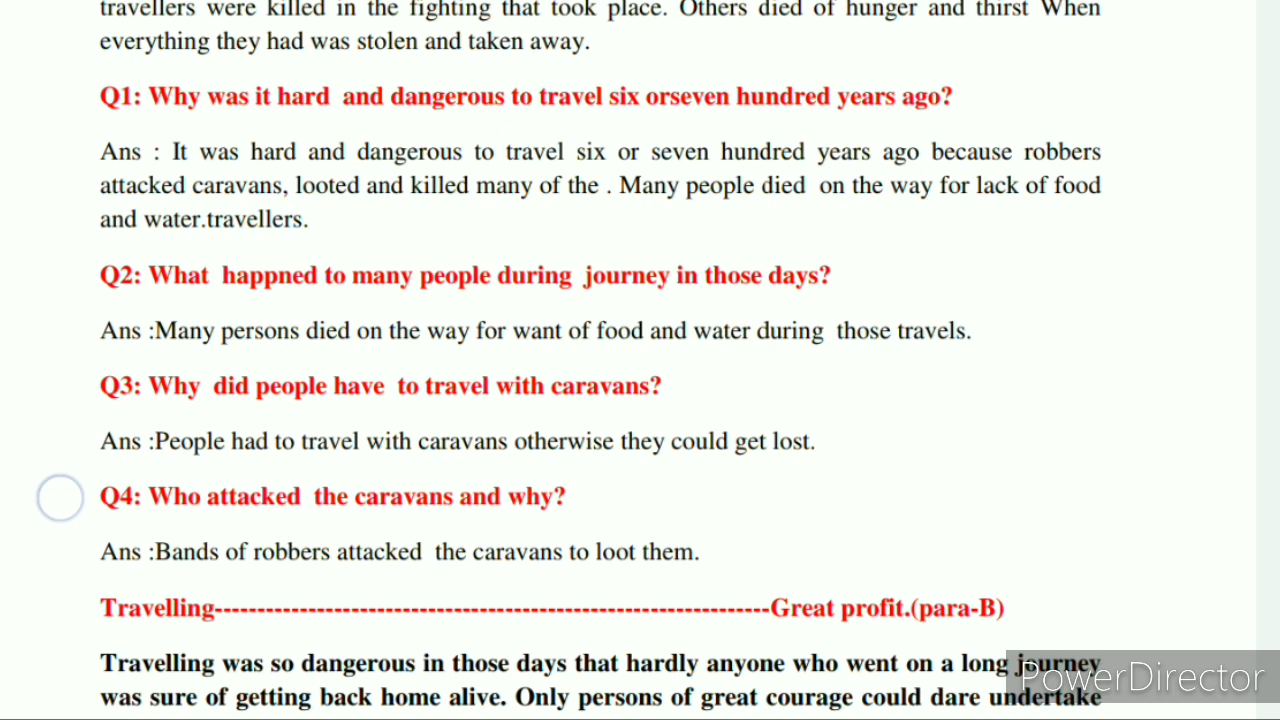 travellers were killed in the fighting that took place. Others died of hunger and thirst When
everything they had was stolen and taken away.
Q1: Why was it hard  and dangerous to travel six orseven hundred years ago?
Ans : It was hard and dangerous to travel six or seven hundred years ago because robbers
attacked caravans, looted and killed many of the . Many people died  on the way for lack of food
and water.travellers.
Q2: What  happned to many people during  journey in those days?
Ans :Many persons died on the way for want of food and water during  those travels.
Q3: Why  did people have  to travel with caravans?
Ans :People had to travel with caravans otherwise they could get lost.
Q4: Who attacked  the caravans and why?
Ans :Bands of robbers attacked  the caravans to loot them.
Travelling-----------------------------------------------------------------Great profit.(para-B)
Travelling was so dangerous in those days that hardly anyone who went on a long journey
was sure of getting back home alive. Only persons of great courage could dare undertake
PowerDirector